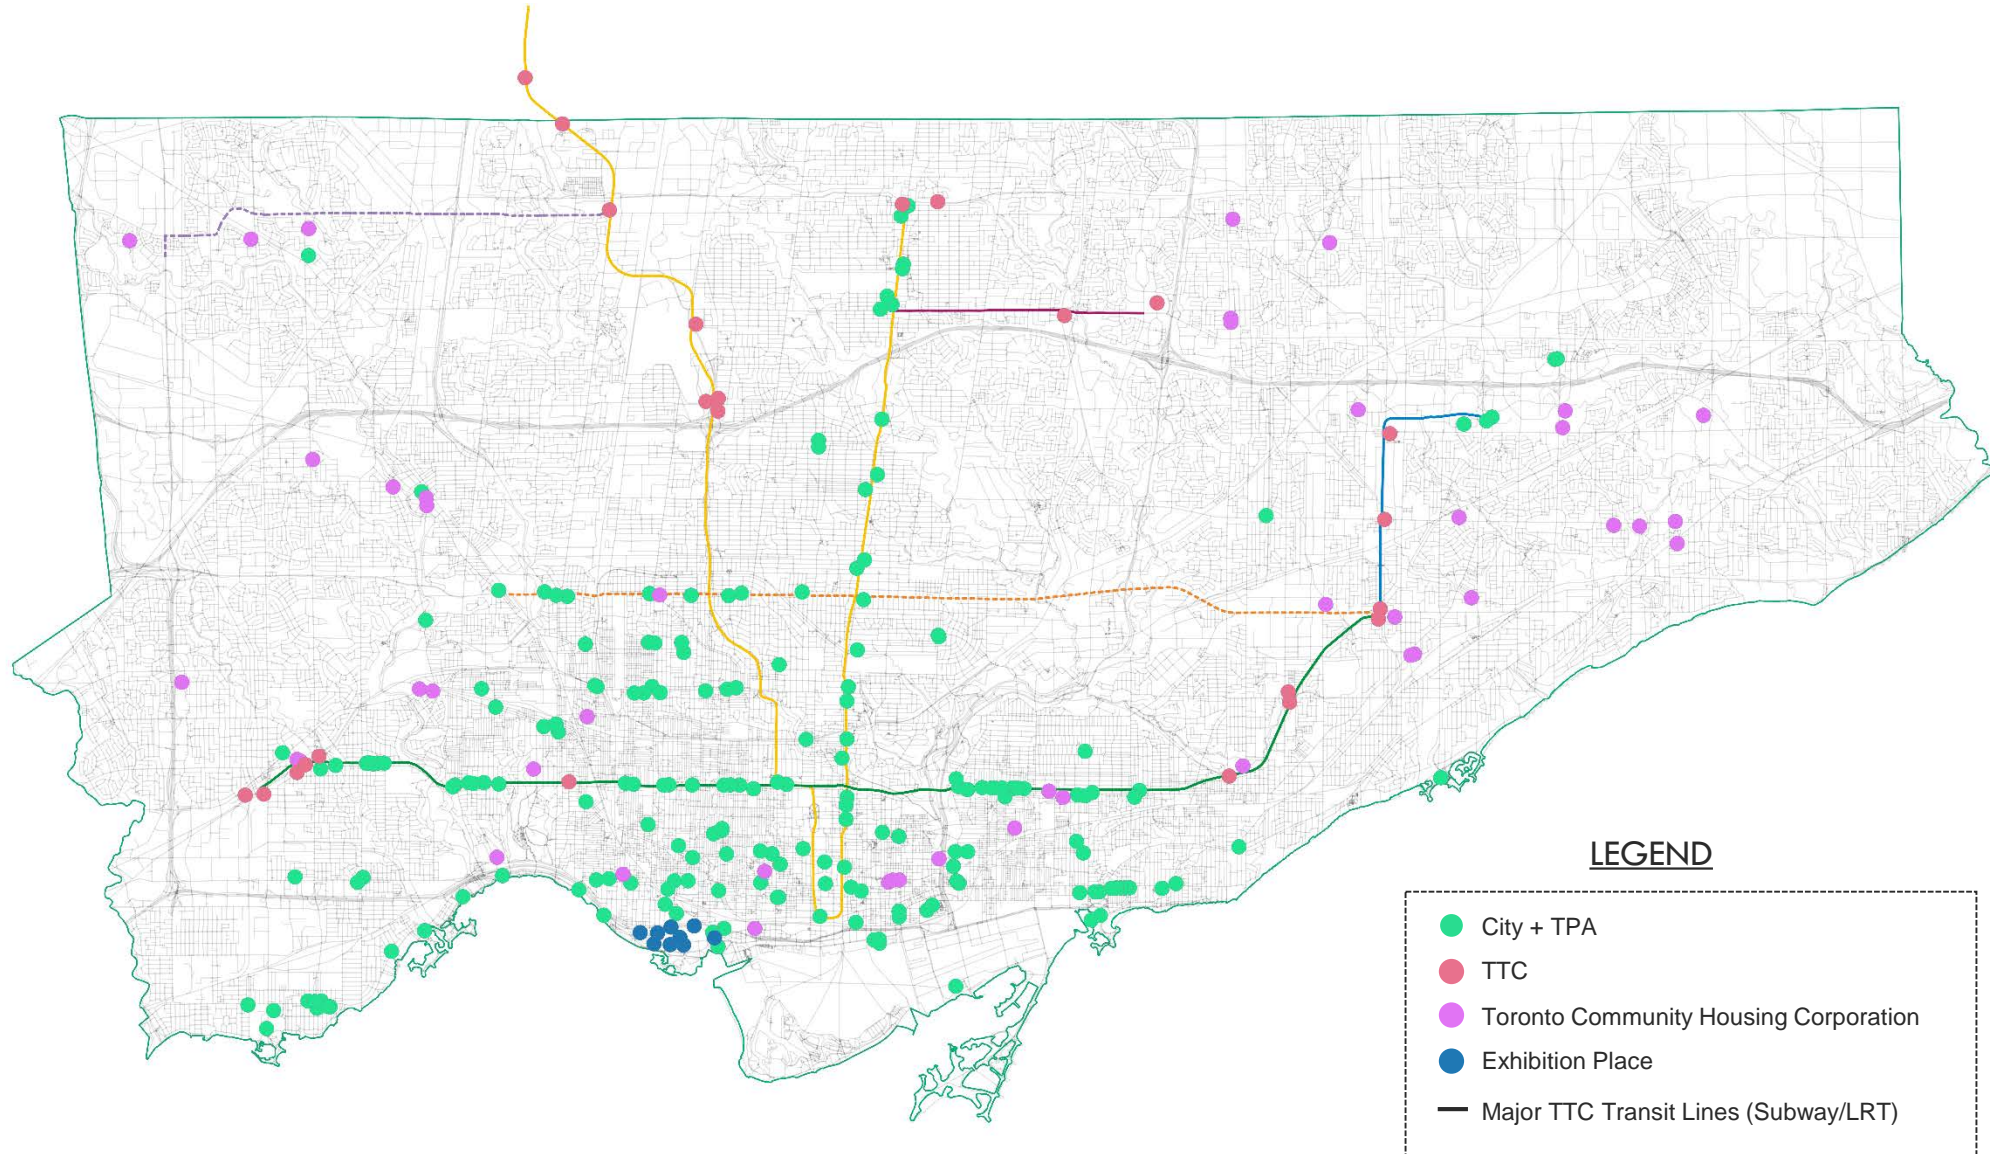 LEGEND
City + TPA
TTC
Toronto Community Housing Corporation
Exhibition Place
Major TTC Transit Lines (Subway/LRT)